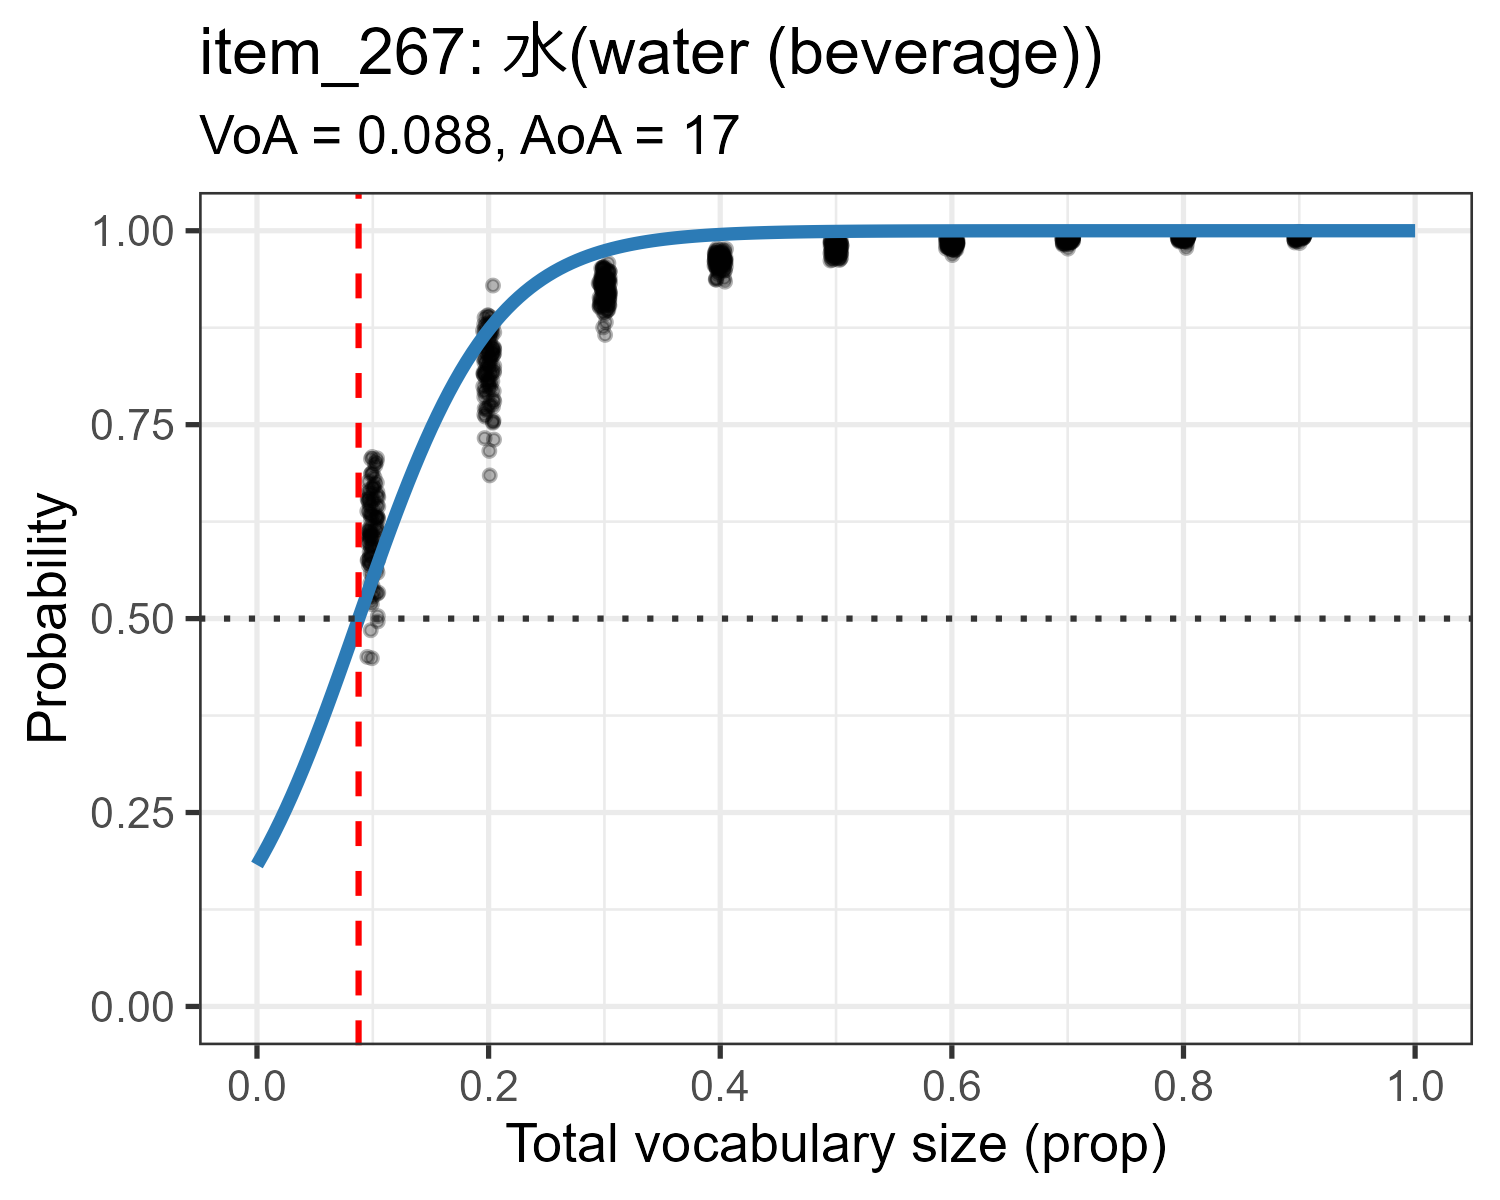 item_267: 水(water (beverage))
VoA = 0.088, AoA = 17
Probability
1.00
0.75
0.50
0.25
0.00
0.0 0.2 0.4 0.6 0.8 1.0
Total vocabulary size (prop)